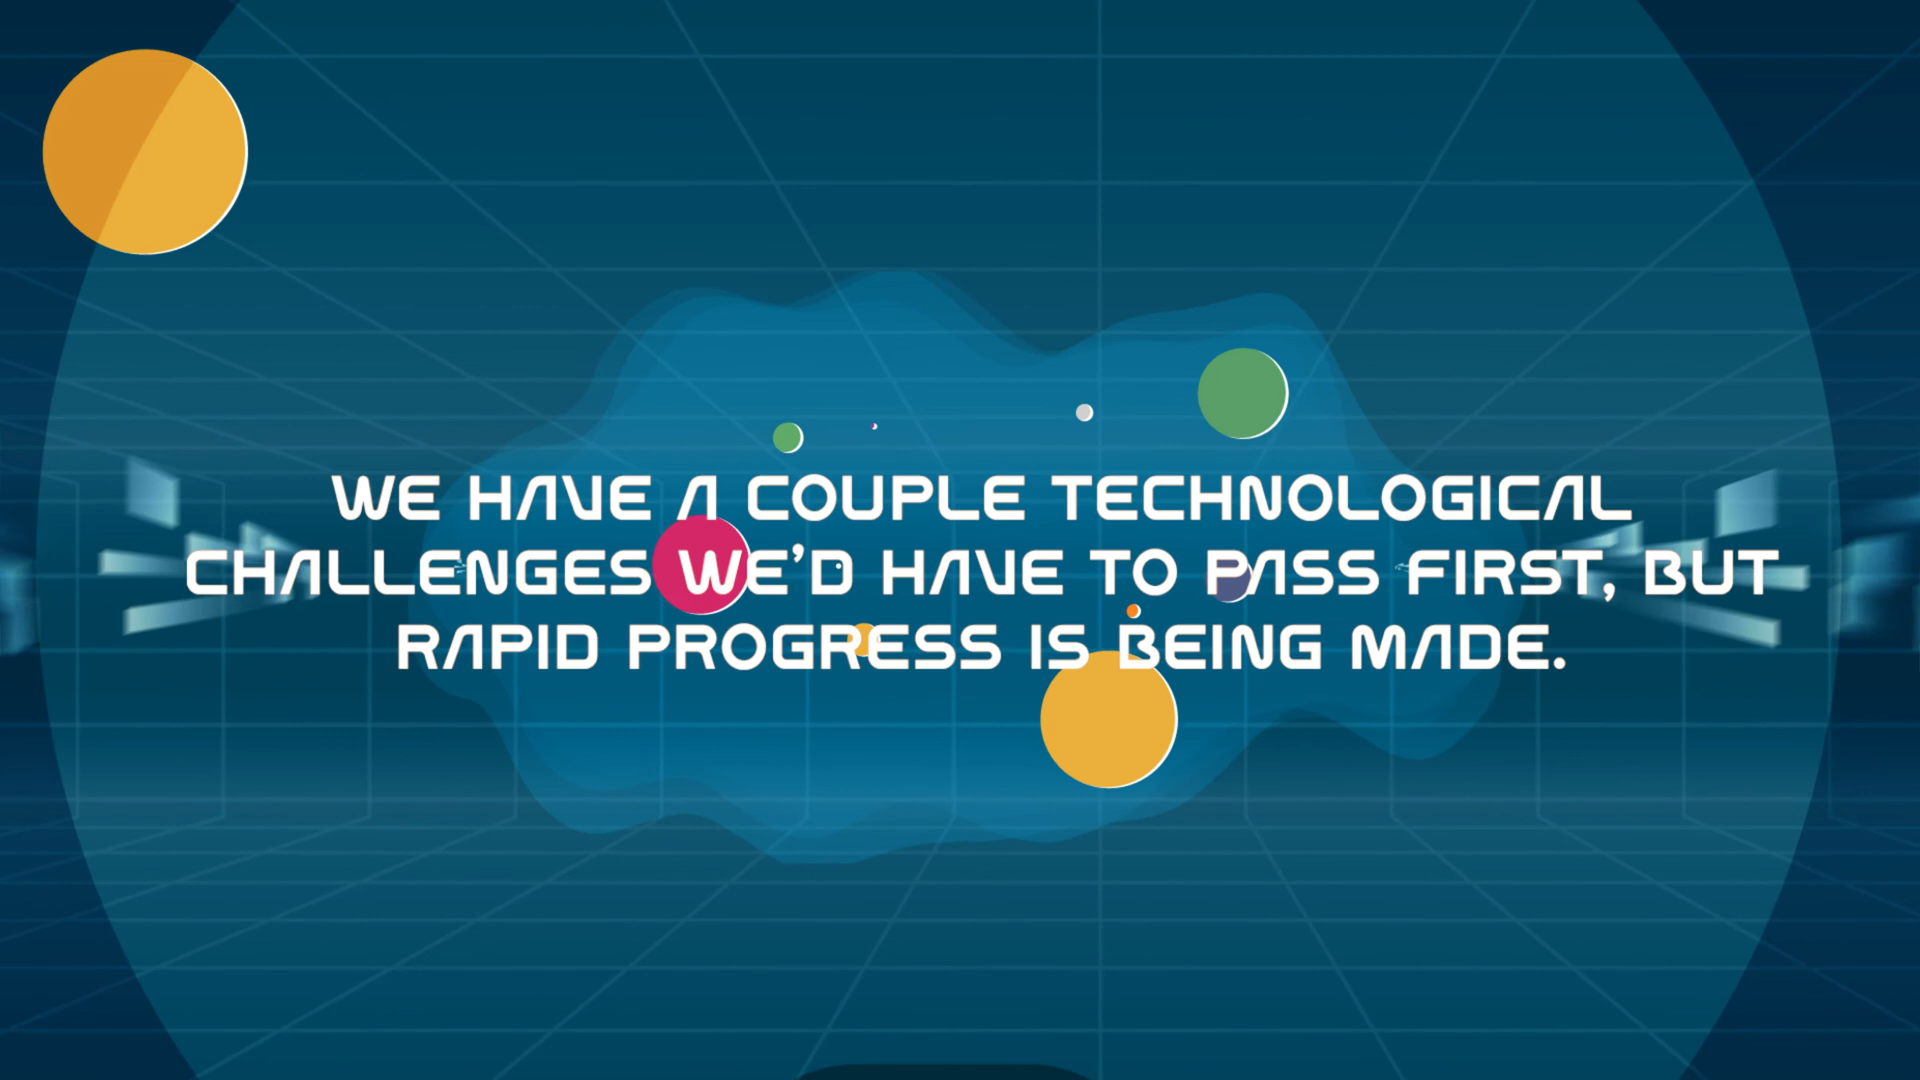 WE HAVE A COUPLE TECHNOLOGICAL
CHALLENGES WE’D HAVE TO PASS FIRST, BUT
RAPID PROGRESS IS BEING MADE.